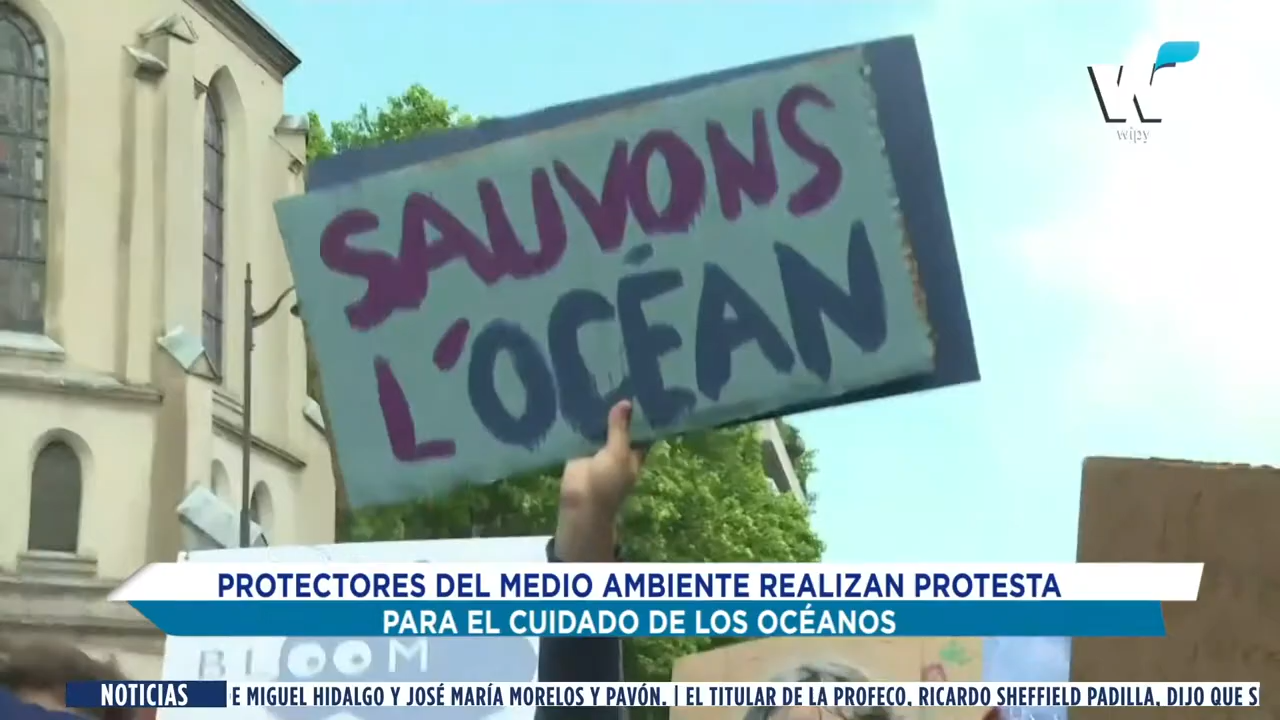 wipy
SAUVONS
L'OCÉAN
PROTECTORES DEL MEDIO AMBIENTE REALIZAN PROTESTA
PARA EL CUIDADO DE LOS OCÉANOS
BLOOM
NOTICIAS E MIGUEL HIDALGO Y JOSÉ MARÍA MORELOS Y PAVÓN. | EL TITULAR DE LA PROFECO, RICARDO SHEFFIELD PADILLA, DIJO QUE S